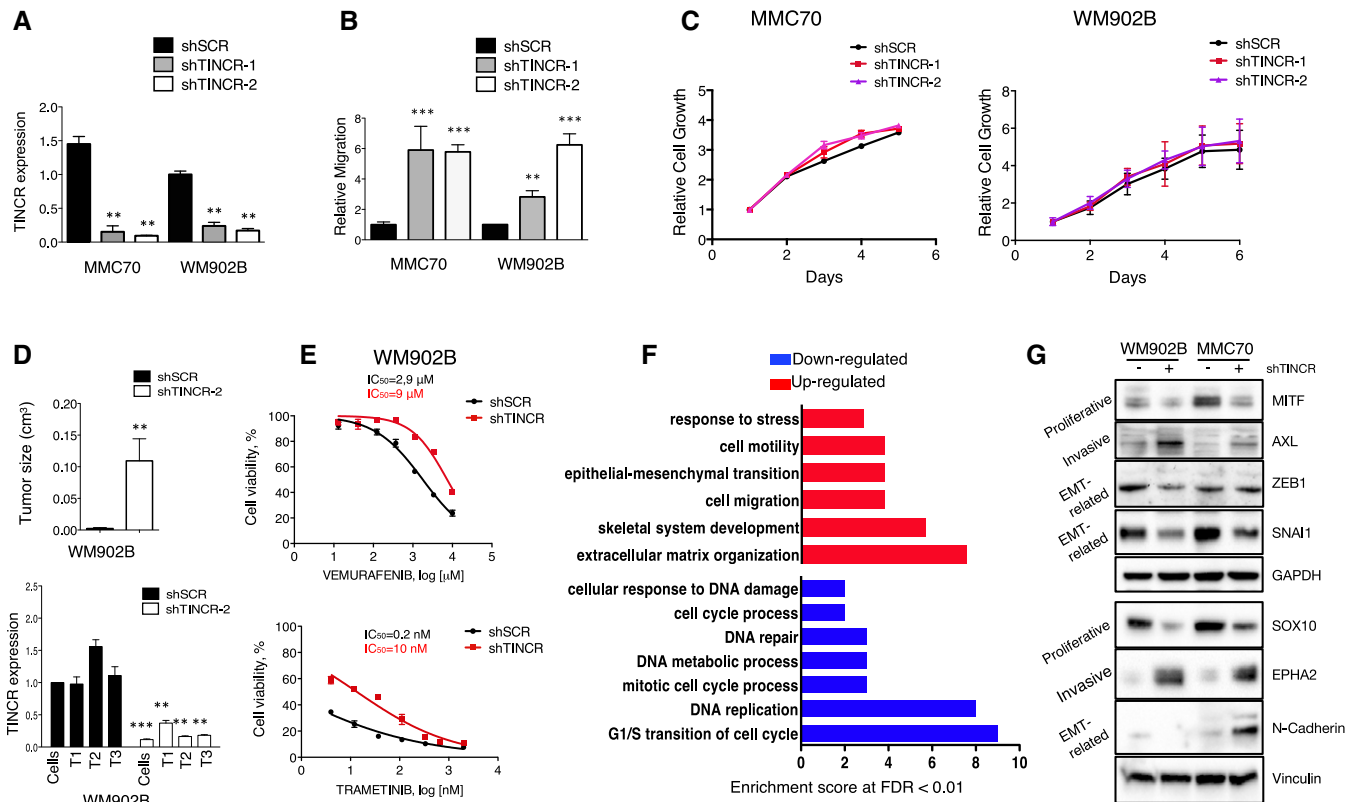 A
shSCR
shTINCR-1
shTINCR-2
TINCR expression
2.0
1.5
1.0
0.5
0.0
** ** ** **
MMC70 WM902B
B
shSCR
shTINCR-1
shTINCR-2
Relative Migration
8
6
4
2
0
*** *** ** ***
MMC70 WM902B
C
MMC70
shSCR
shTINCR-1
shTINCR-2
Relative Cell Growth
6
4
2
0
0 2 4 6
Days
WM902B
shSCR
shTINCR-1
shTINCR-2
Relative Cell Growth
8
6
4
2
0
0 2 4 6
Days
D
shSCR
shTINCR-2
Tumor size (cm³)
0.20
0.15
0.10
0.05
0.00
**
WM902B
shSCR
shTINCR-2
TINCR expression
2.0
1.5
1.0
0.5
0.0
*** ** ** **
Cells T1 T2 T3 Cells T1 T2 T3
WM902B
E
WM902B
IC50=2,9 µM
IC50=9 µM
shSCR
shTINCR
Cell viability, %
100
80
60
40
20
0
0 1 2 3 4 5
VEMURAFENIB, log [µM]
IC50=0.2 nM
IC50=10 nM
shSCR
shTINCR
Cell viability, %
100
80
60
40
20
0
0 1 2 3 4
TRAMETINIB, log [nM]
F
Down-regulated
Up-regulated
response to stress
cell motility
epithelial-mesenchymal transition
cell migration
skeletal system development
extracellular matrix organization
cellular response to DNA damage
cell cycle process
DNA repair
DNA metabolic process
mitotic cell cycle process
DNA replication
G1/S transition of cell cycle
0 2 4 6 8 10
Enrichment score at FDR < 0.01
G
WM902B MMC70
- + - + shTINCR
Proliferative MITF
Invasive AXL
EMT-related ZEB1
EMT-related SNAI1
GAPDH
Proliferative SOX10
Invasive EPHA2
EMT-related N-Cadherin
Vinculin